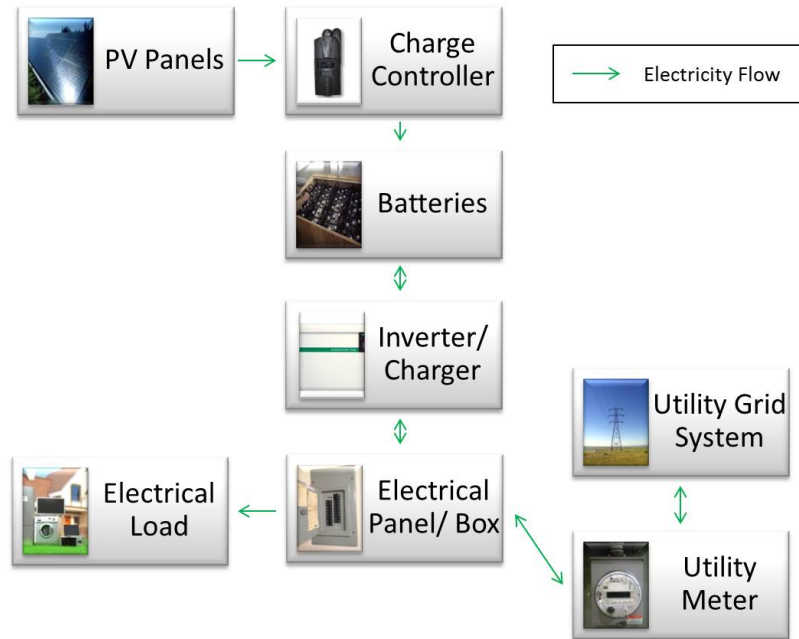 PV Panels
Charge
Controller
Electricity Flow
Batteries
Inverter/
Charger
Utility Grid
System
Electrical
Load
Electrical
Panel/ Box
Utility
Meter